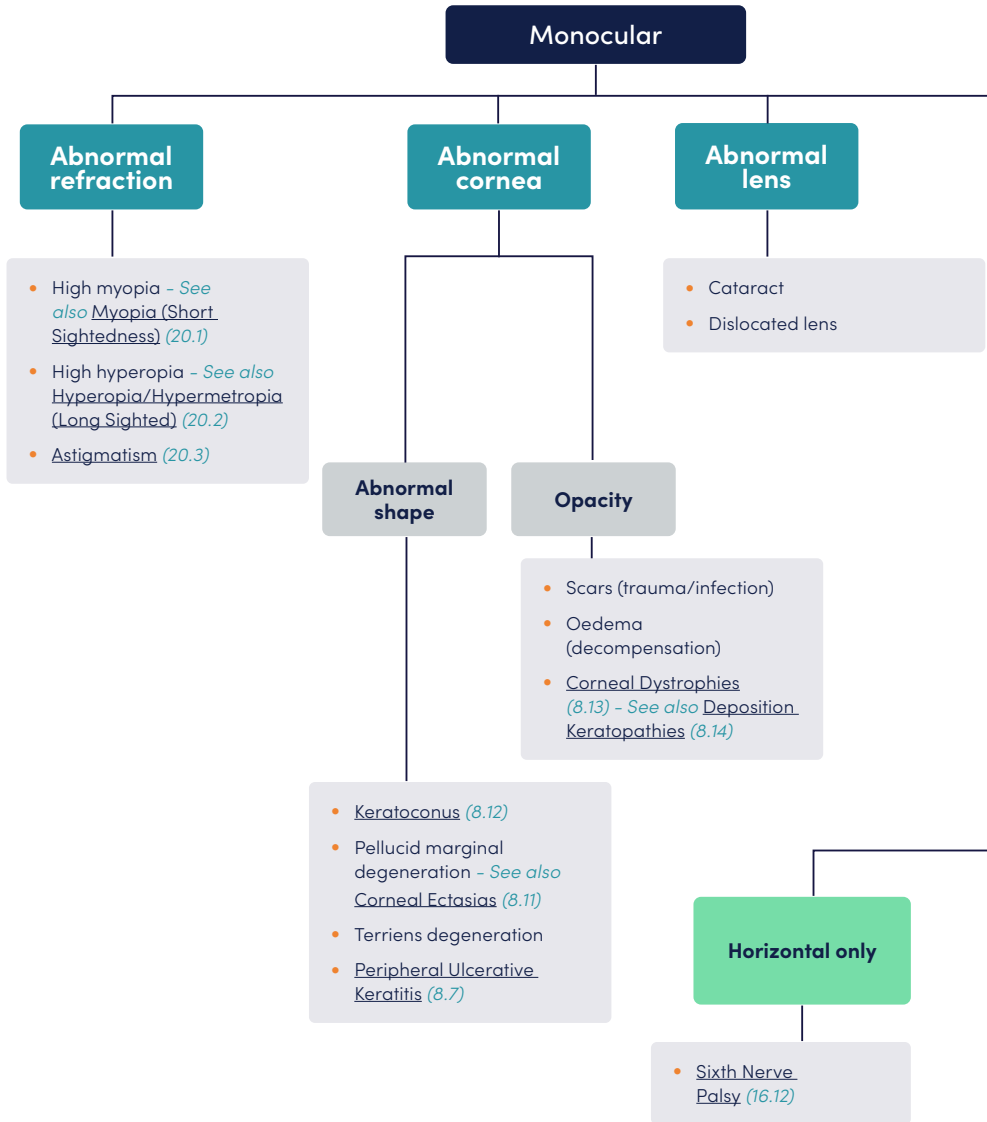 Monocular
Abnormal
refraction
Abnormal
cornea
Abnormal
lens
• High myopia - See
also Myopia (Short
Sightedness) (20.1)
• High hyperopia - See also
Hyperopia/Hypermetropia
(Long Sighted) (20.2)
• Astigmatism (20.3)
• Cataract
• Dislocated lens
Abnormal
shape
Opacity
• Scars (trauma/infection)
• Oedema
(decompensation)
• Corneal Dystrophies
(8.13) - See also Deposition
Keratopathies (8.14)
• Keratoconus (8.12)
• Pellucid marginal
degeneration - See also
Corneal Ectasias (8.11)
• Terriens degeneration
• Peripheral Ulcerative
Keratitis (8.7)
Horizontal only
• Sixth Nerve
Palsy (16.12)